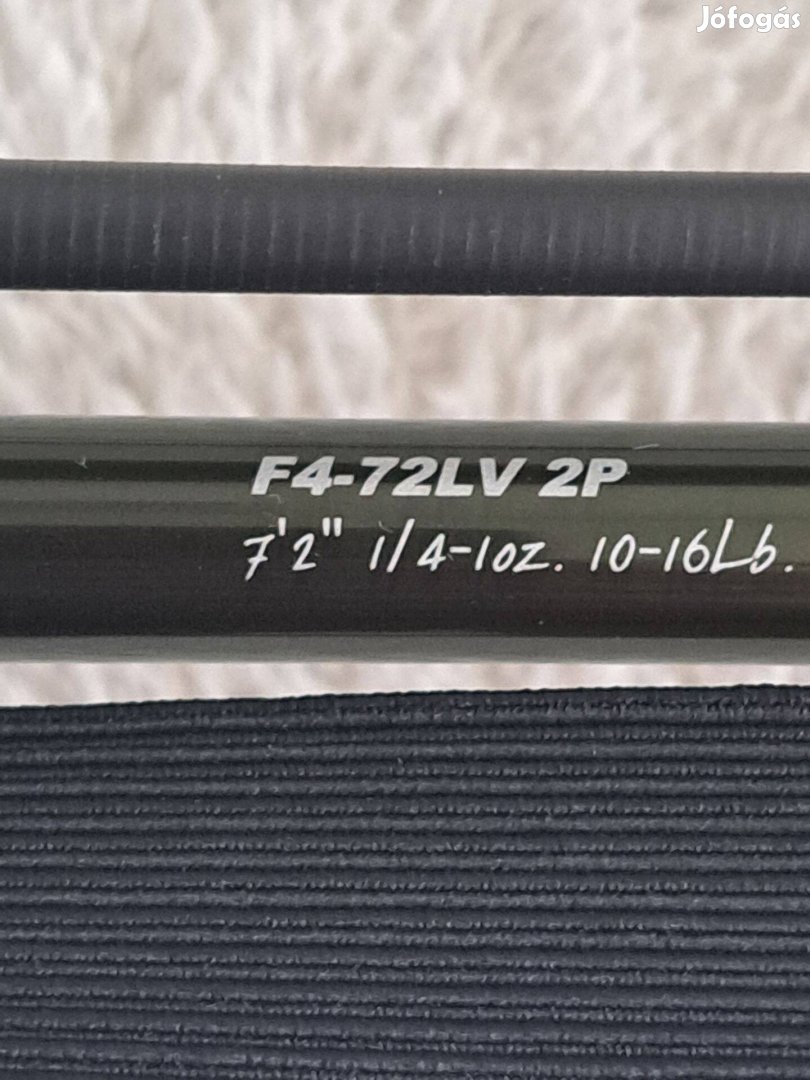 Jófogás
F4-72LV 2P
7'2" 1/4-1oz. 10-16Lb.